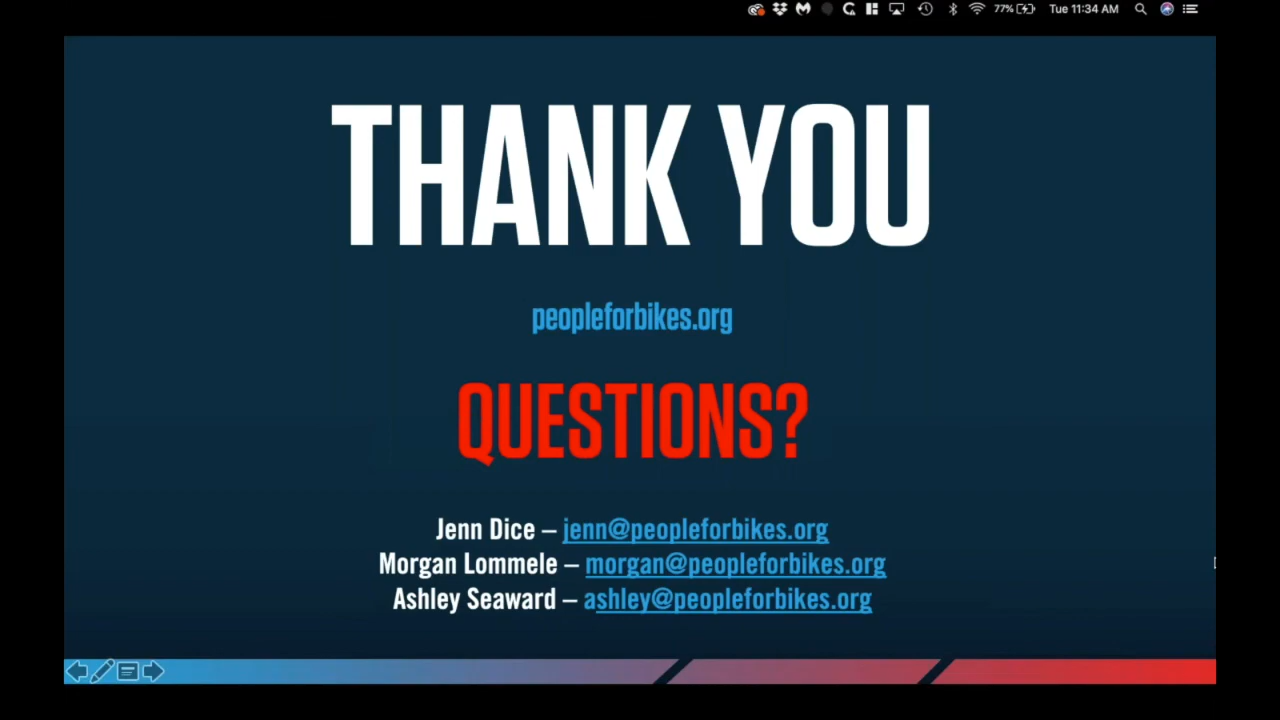 77% Tue 11:34 AM
THANK YOU
peopleforbikes.org
QUESTIONS?
Jenn Dice – jenn@peopleforbikes.org
Morgan Lommele – morgan@peopleforbikes.org
Ashley Seaward – ashley@peopleforbikes.org